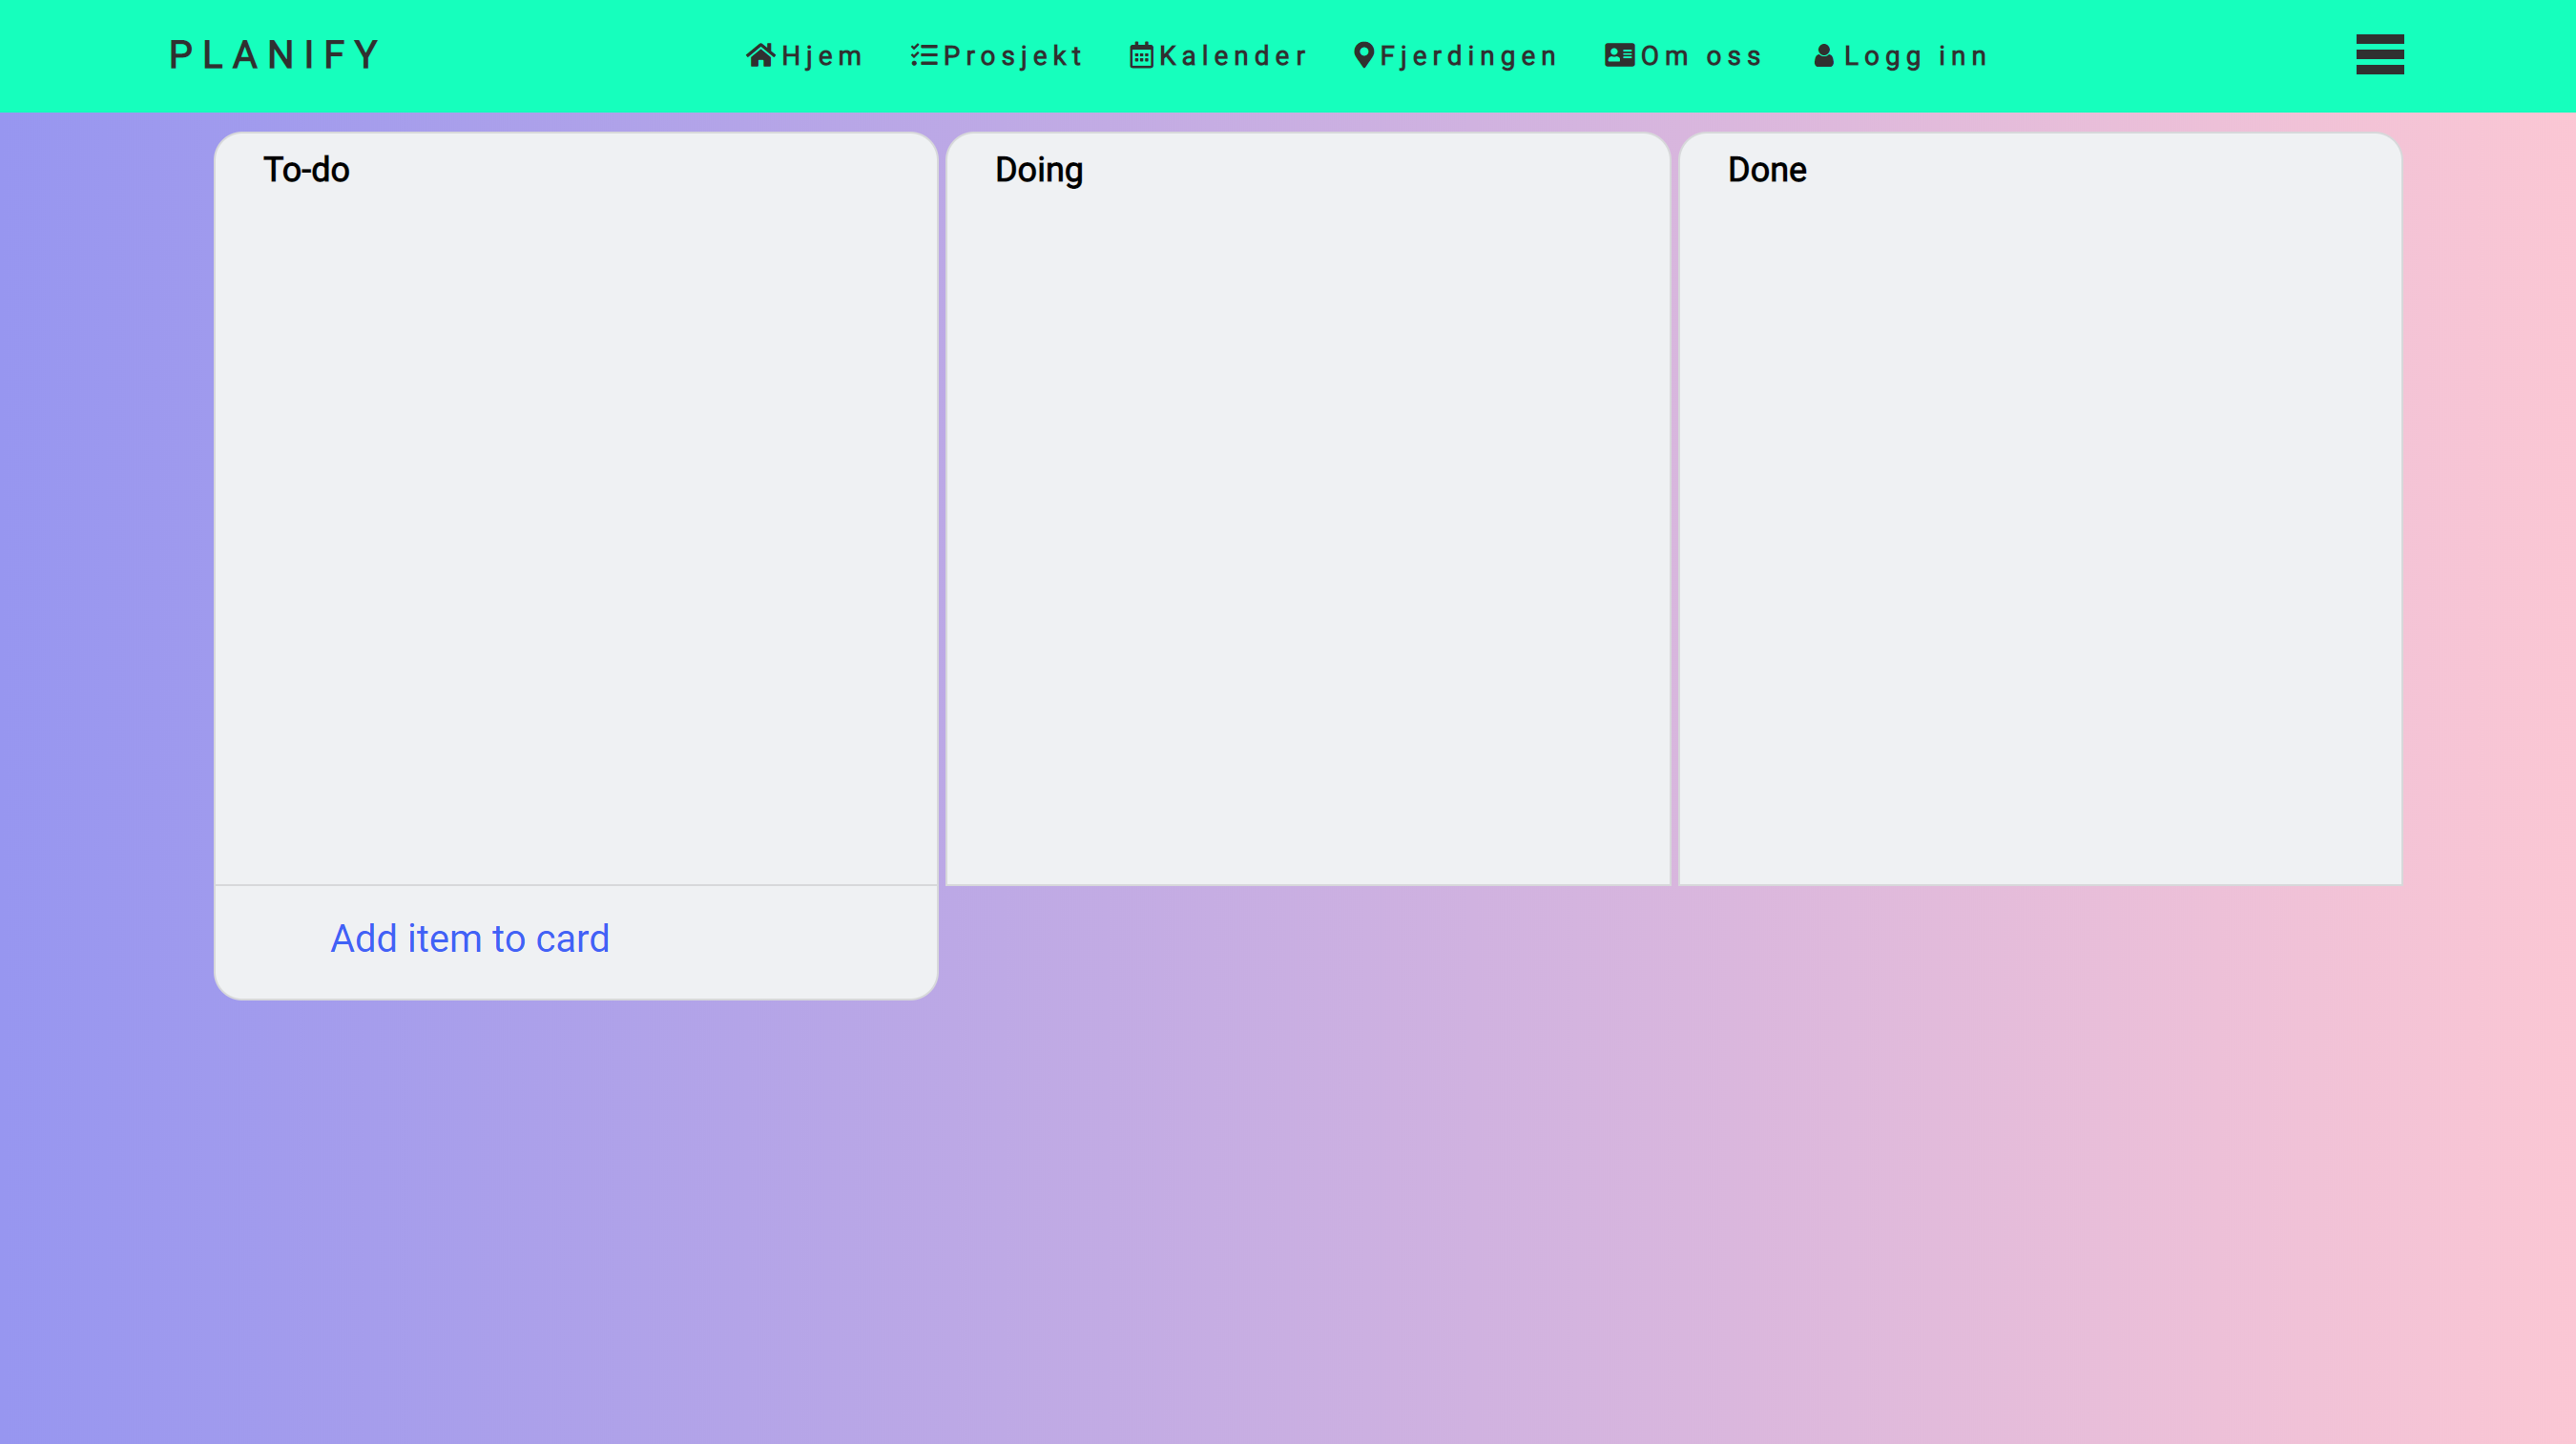 PLANIFY
Hjem Prosjekt Kalender Fjerdingen Om oss Logg inn
To-do
Doing
Done
Add item to card